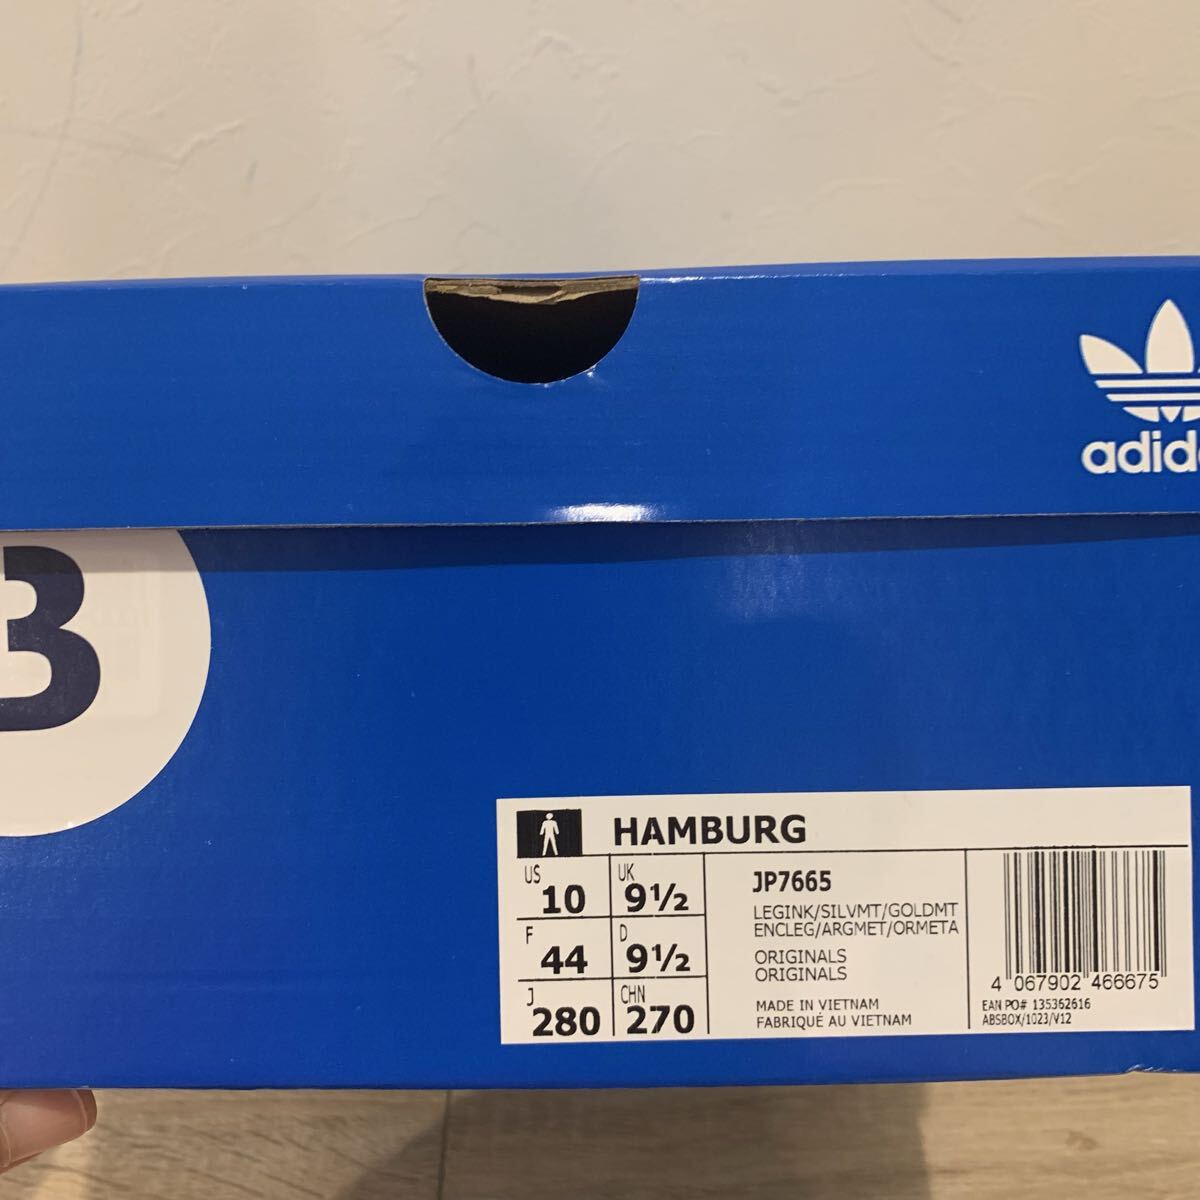 adid
3
HAMBURG
US 10 UK 9½
F 44 D 9½
J 280 CHN 270
JP7665
LEGINK/SILVMT/GOLDMT
ENCLEG/ARGMET/ORMETA
ORIGINALS
ORIGINALS
MADE IN VIETNAM
FABRIQUÉ AU VIETNAM
4 067902 466675
EAN PO# 135362616
ABSBOX/1023/V12